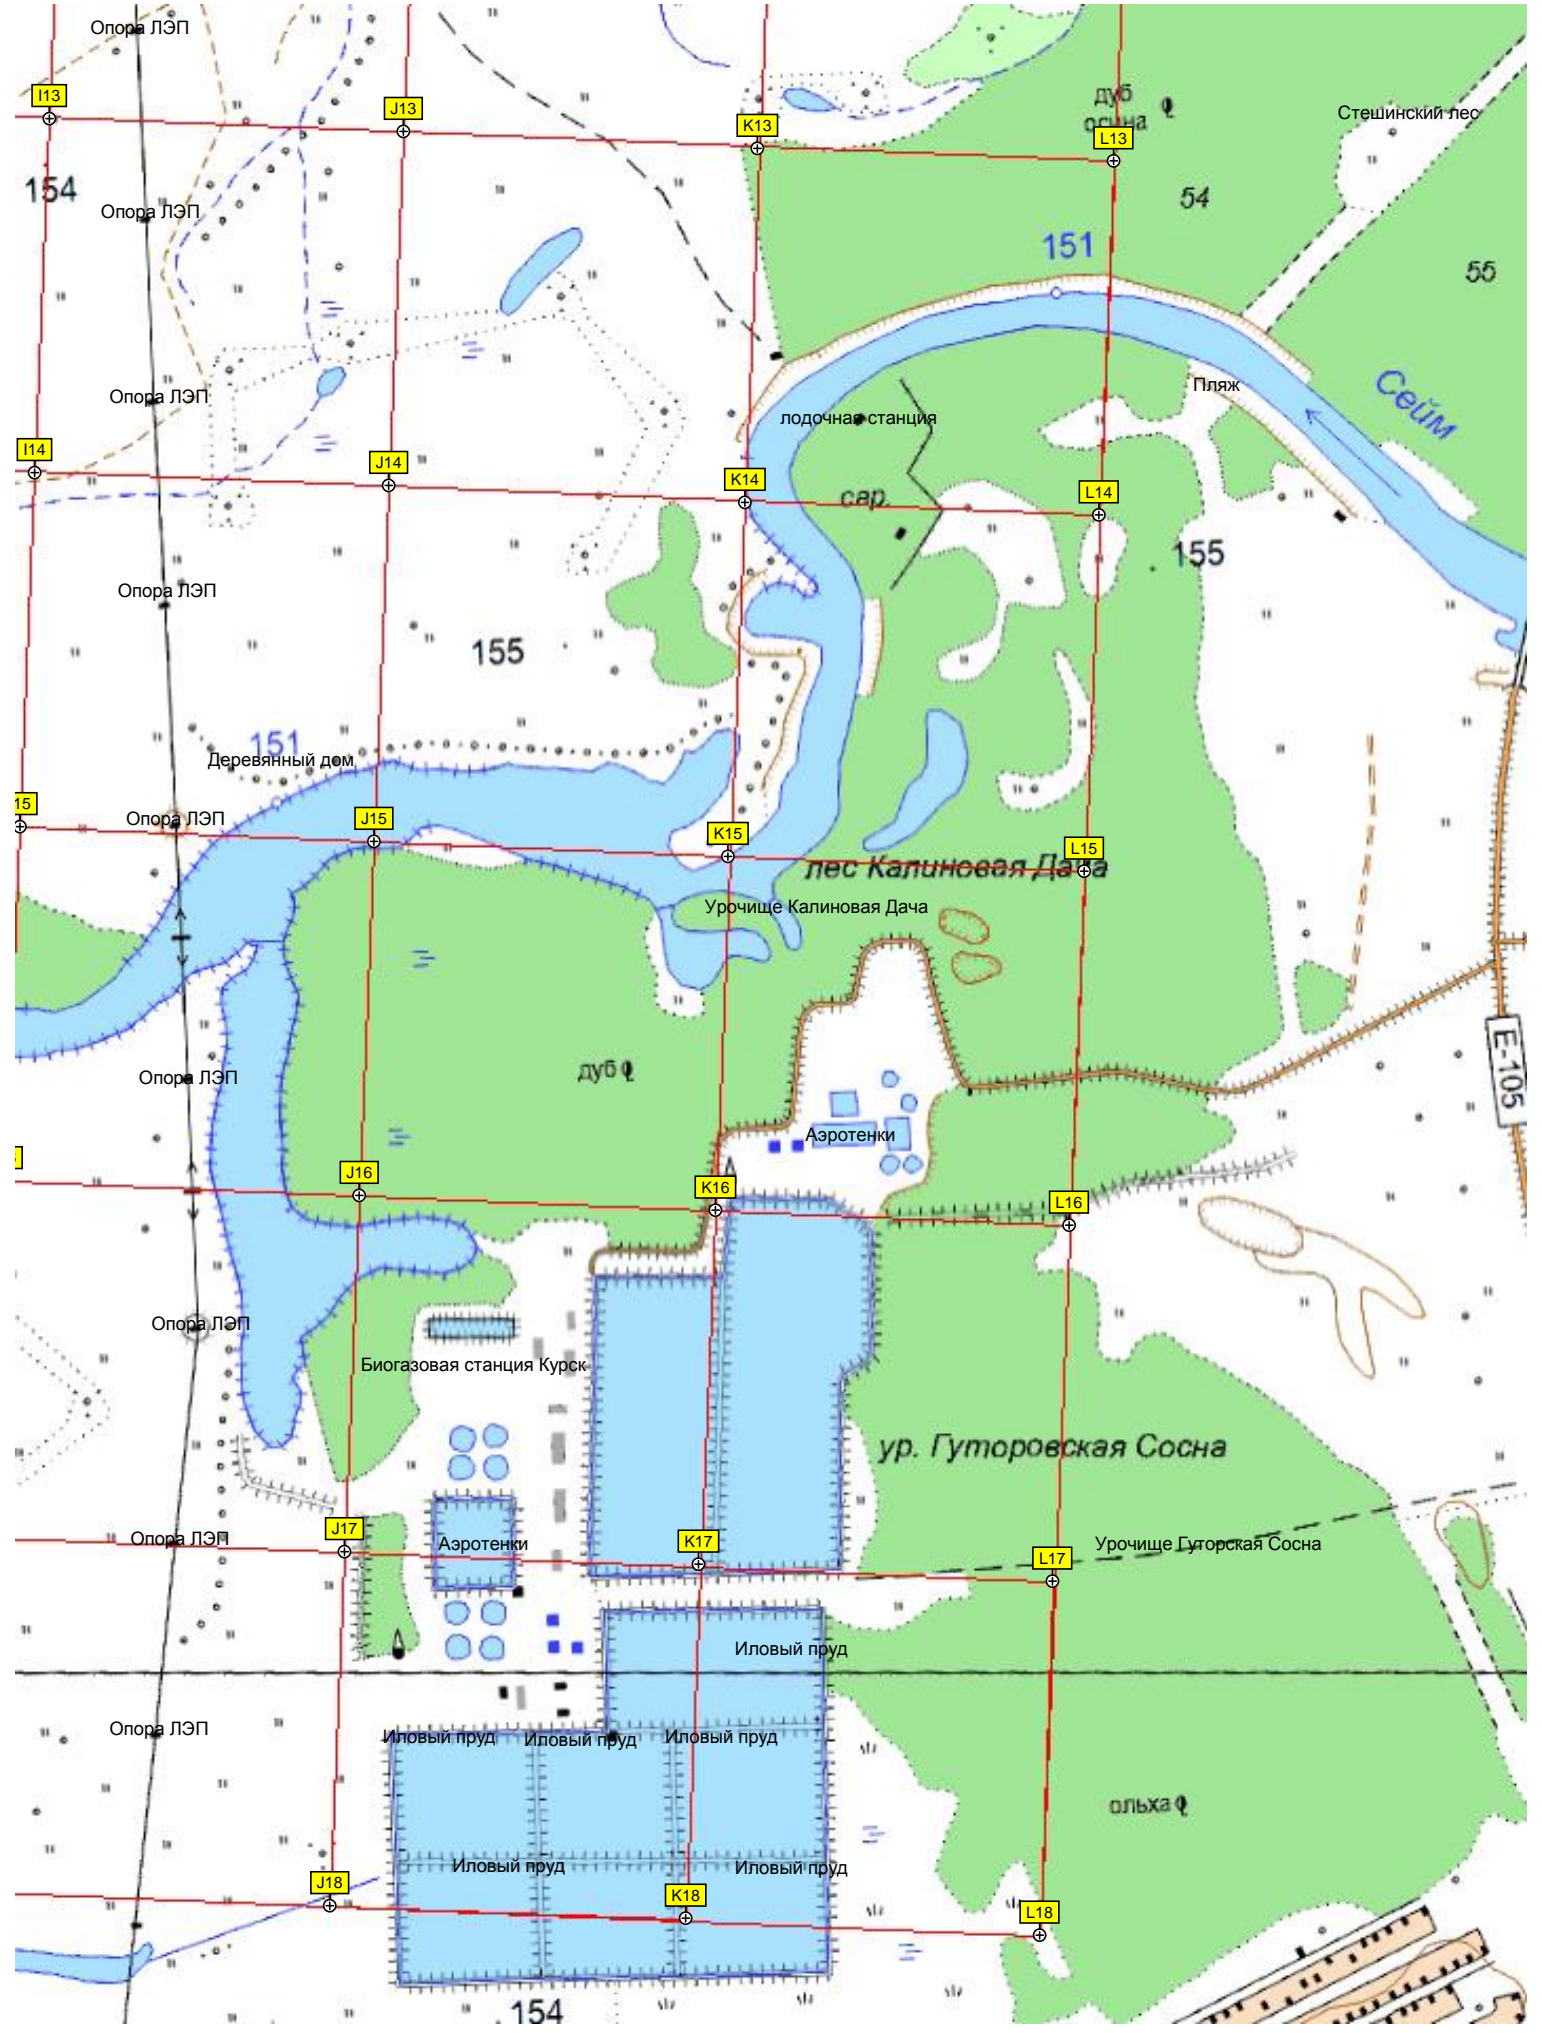 Опора ЛЭП
I13
J13
K13
дуб
осина
L13
Стешинский лес
154
Опора ЛЭП
54
151
55
Опора ЛЭП
Пляж
Сейм
лодочная станция
I14
J14
K14
L14
сар.
155
Опора ЛЭП
155
151
Деревянный дом
15
Опора ЛЭП
J15
K15
L15
лес Калиновая Дача
Урочище Калиновая Дача
E-105
дуб
Опора ЛЭП
Аэротенки
J16
K16
L16
Опора ЛЭП
Биогазовая станция Курск
ур. Гуторовская Сосна
Опора ЛЭП
J17
Аэротенки
K17
L17
Урочище Гуторская Сосна
Иловый пруд
Опора ЛЭП
Иловый пруд
Иловый пруд
Иловый пруд
ольха
Иловый пруд
Иловый пруд
J18
K18
L18
154